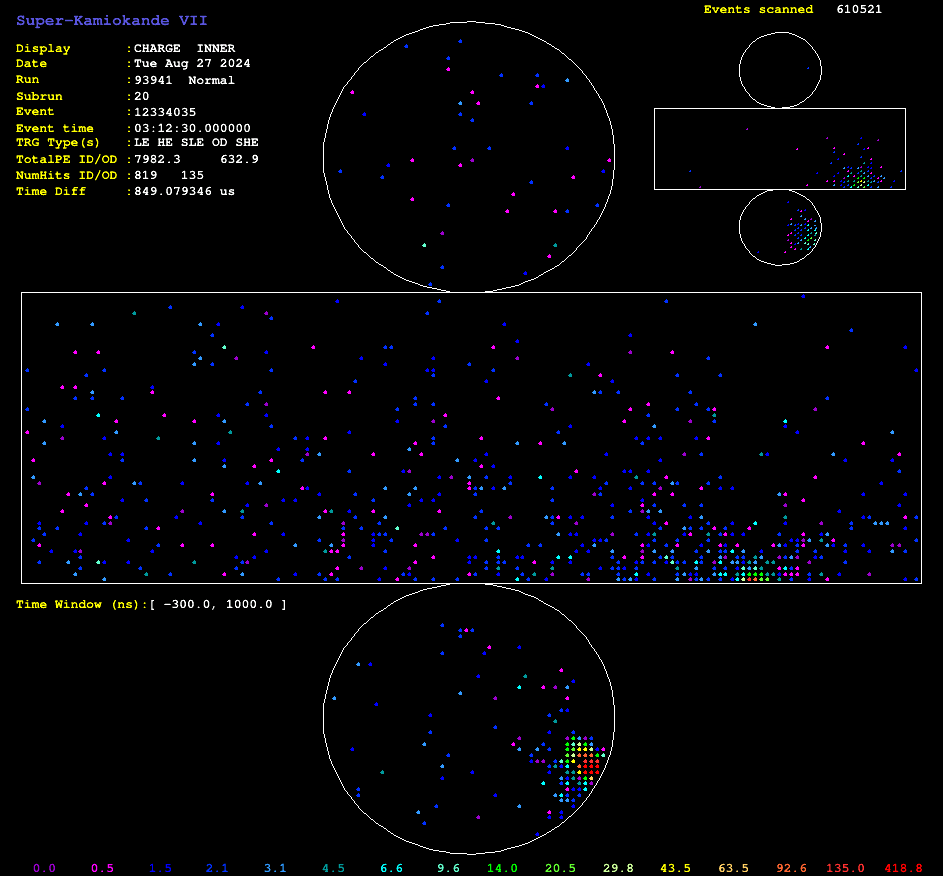 Super-Kamiokande VII
Events scanned 610521
Display :CHARGE INNER
Date :Tue Aug 27 2024
Run :93941 Normal
Subrun :20
Event :12334035
Event time :03:12:30.000000
TRG Type(s) :LE HE SLE OD SHE
TotalPE ID/OD :7982.3 632.9
NumHits ID/OD :819 135
Time Diff :849.079346 us
Time Window (ns):[ -300.0, 1000.0 ]
0.0 0.5 1.5 2.1 3.1 4.5 6.6 9.6 14.0 20.5 29.8 43.5 63.5 92.6 135.0 418.8